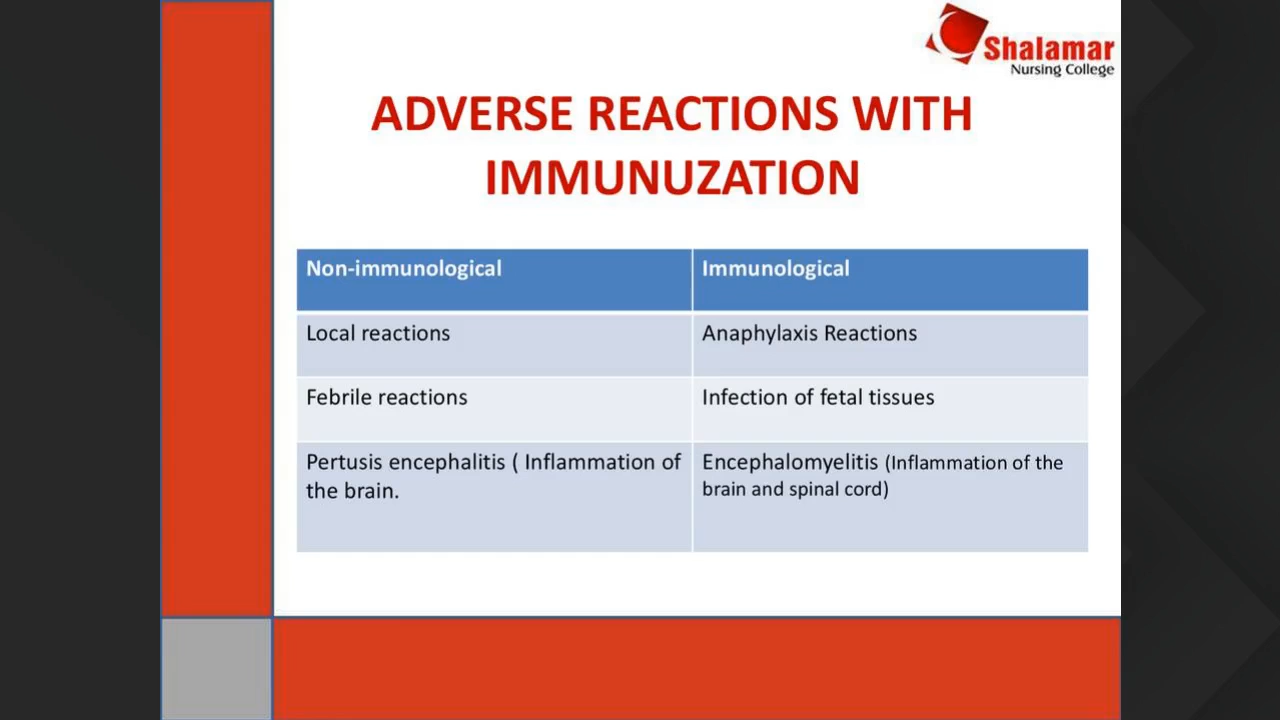 Shalamar
Nursing College
ADVERSE REACTIONS WITH
IMMUNUZATION
Non-immunological
Immunological
Local reactions
Anaphylaxis Reactions
Febrile reactions
Infection of fetal tissues
Pertusis encephalitis ( Inflammation of
the brain.
Encephalomyelitis (Inflammation of the
brain and spinal cord)